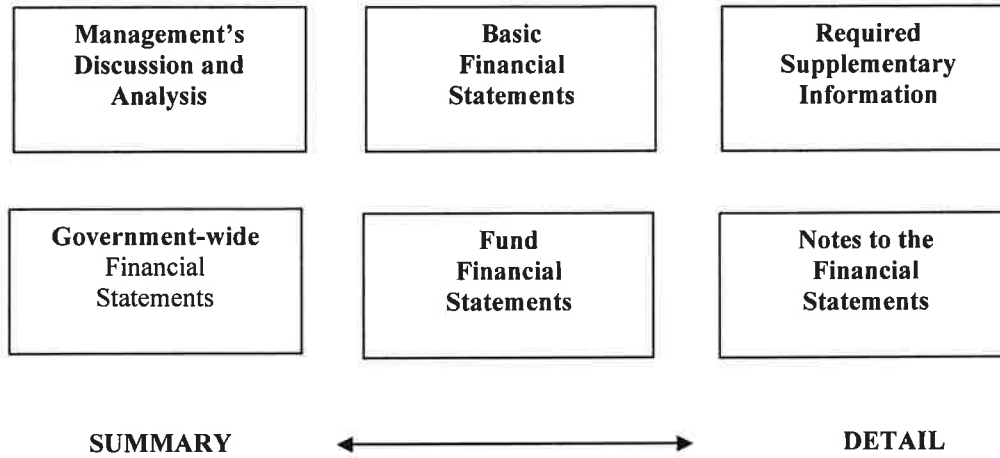 Management’s
Discussion and
Analysis
Basic
Financial
Statements
Required
Supplementary
Information
Government-wide
Financial
Statements
Fund
Financial
Statements
Notes to the
Financial
Statements
SUMMARY
DETAIL